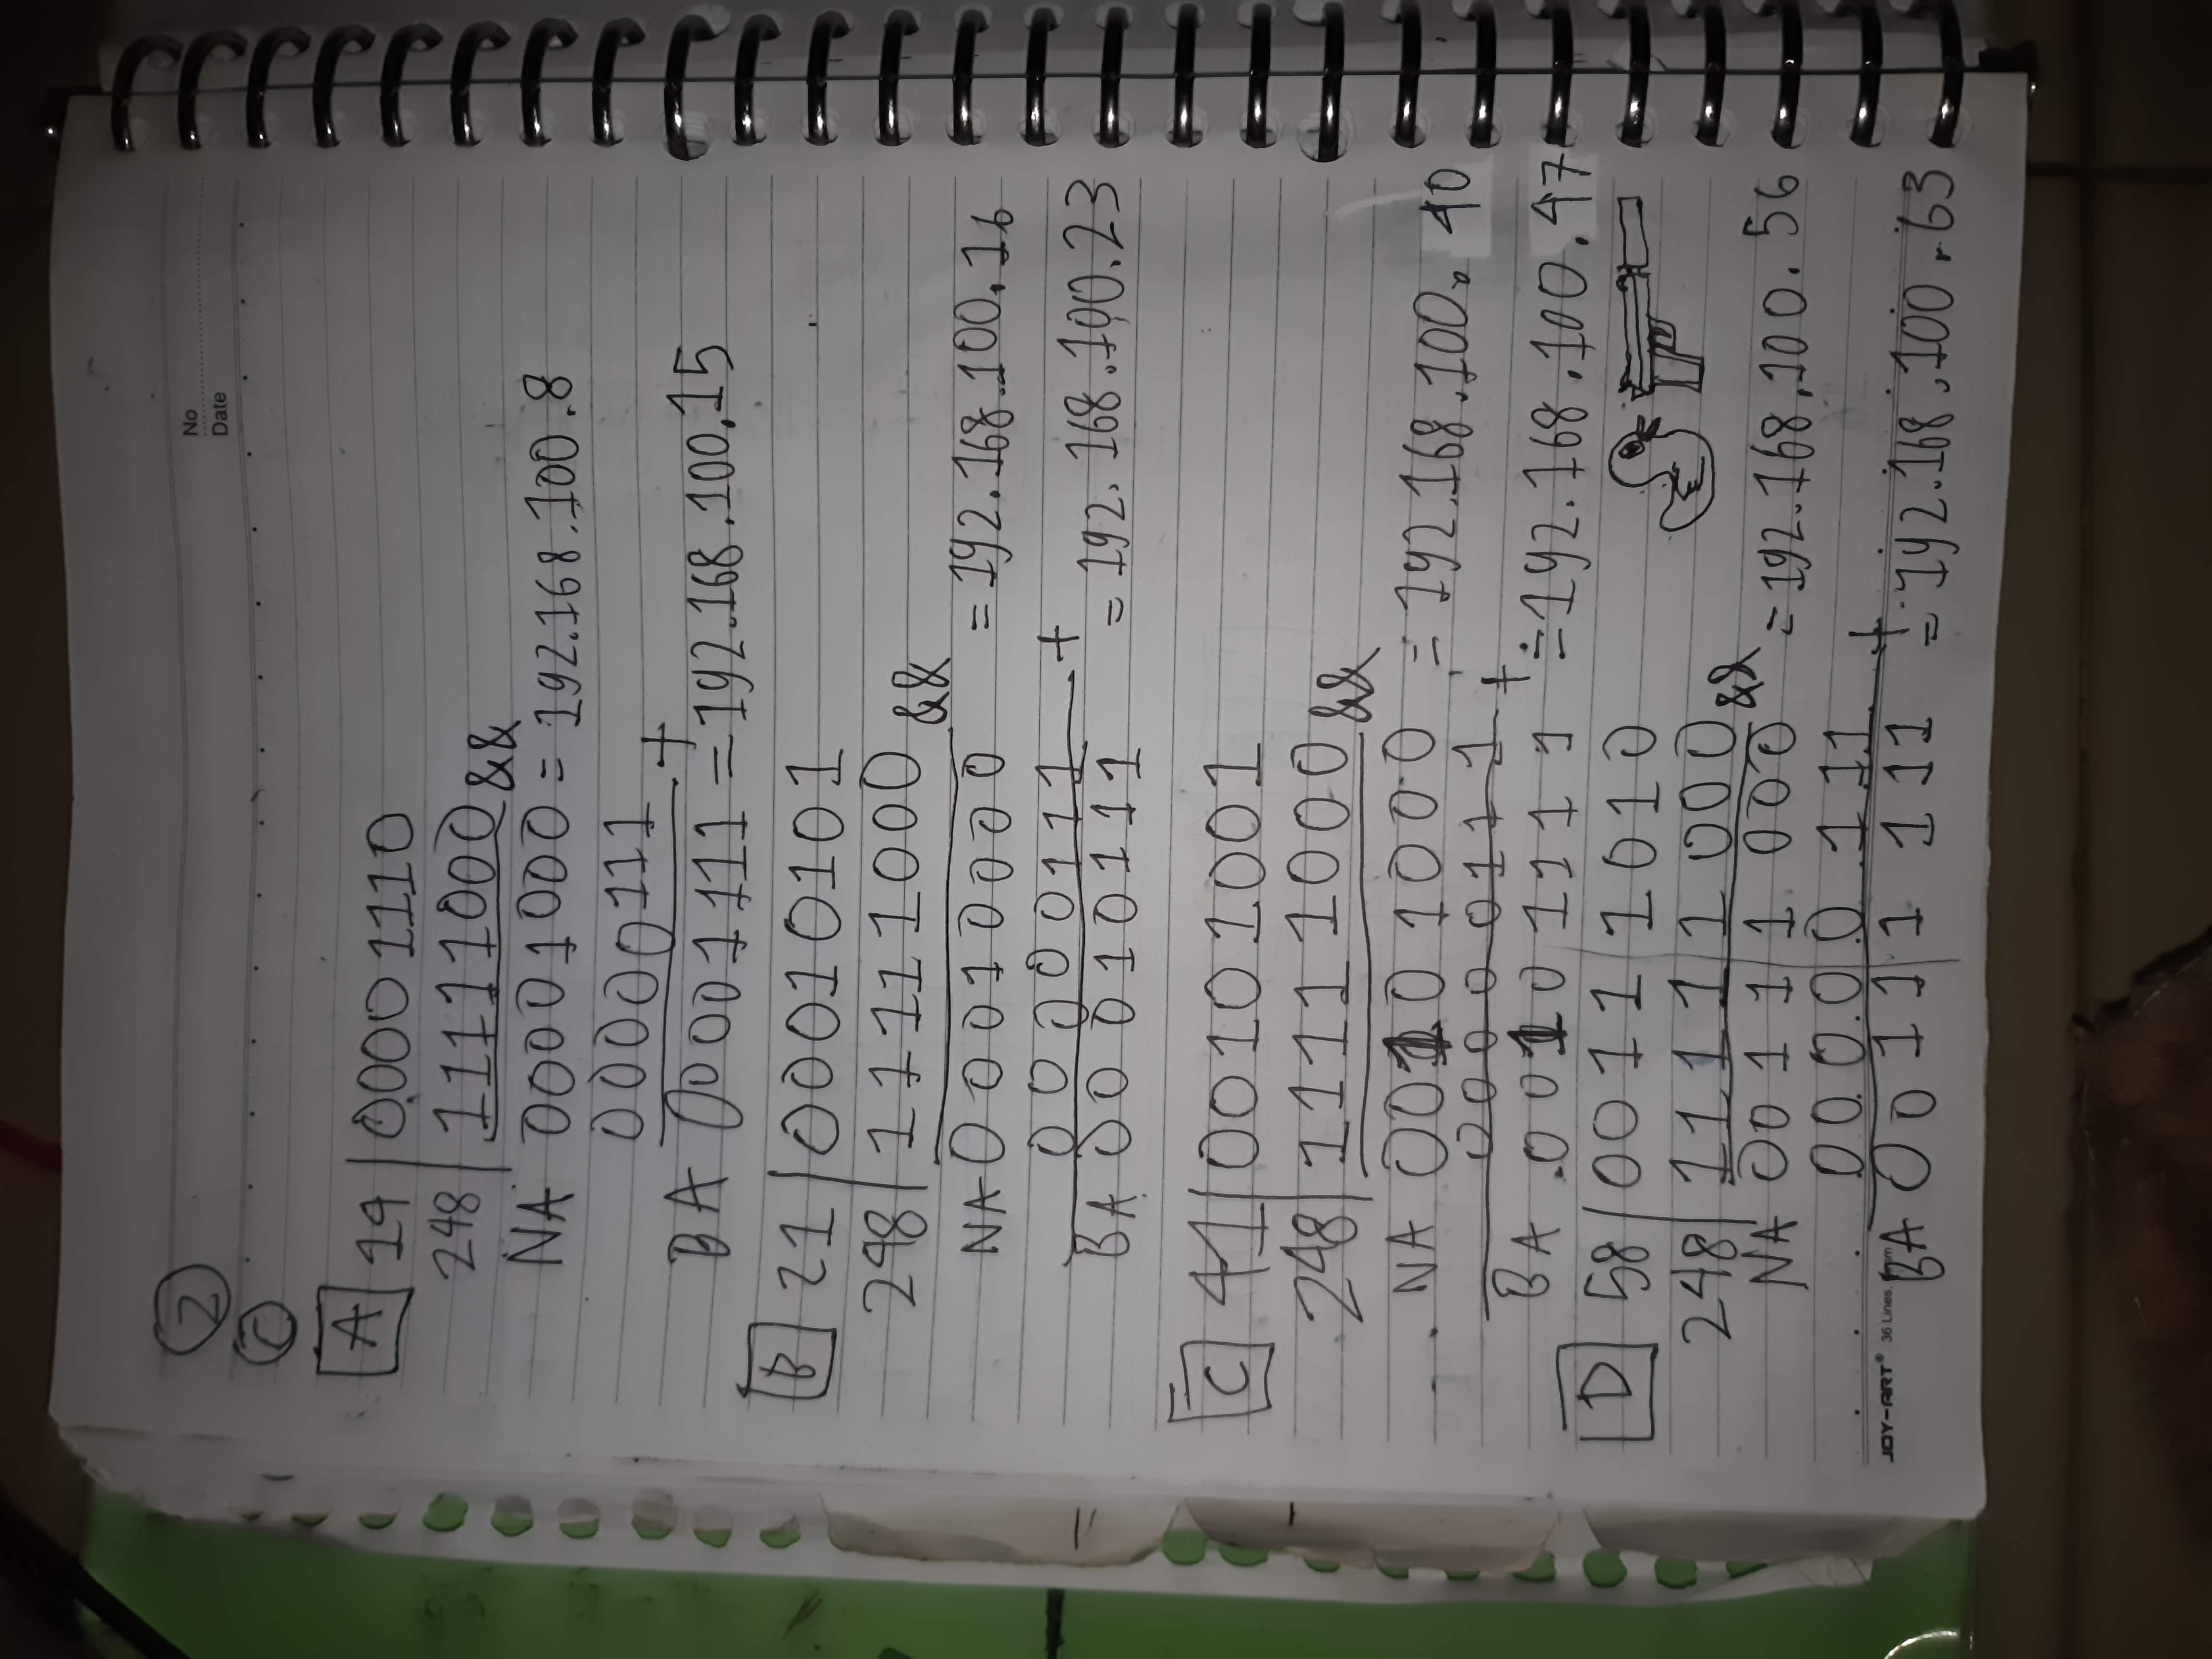 2
No
Date
C
A 14 00001110
248 11111000 &&
NA 00001000 = 192.168.100.8
00000111 +
BA 00001111 = 192.168.100.15
B 21 00010101
248 11111000 &&
NA 00010000 = 192.168.100.16
00000111 +
BA 00010111 = 192.168.100.23
C 41 00101001
248 11111000 &&
NA 00101000 = 192.168.100.40
00000111 +
BA 00101111 = 192.168.100.47
D 58 00111010
248 11111000 &&
NA 00111000 = 192.168.100.56
00000111 +
JOY-ART® 36 Lines,
BA 00111111 = 192.168.100.63